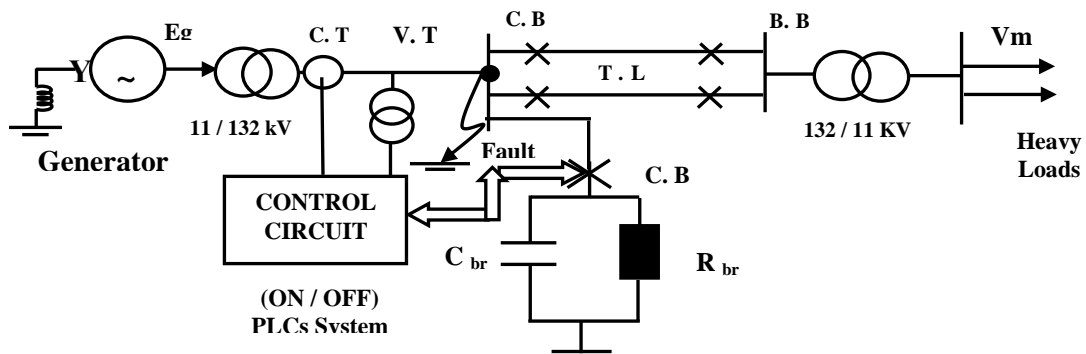 Eg
C. T
V. T
C. B
B. B
Vm
Y
~
T . L
11 / 132 kV
132 / 11 KV
Generator
Fault
Heavy
Loads
C. B
CONTROL
CIRCUIT
C br
R br
(ON / OFF)
PLCs System